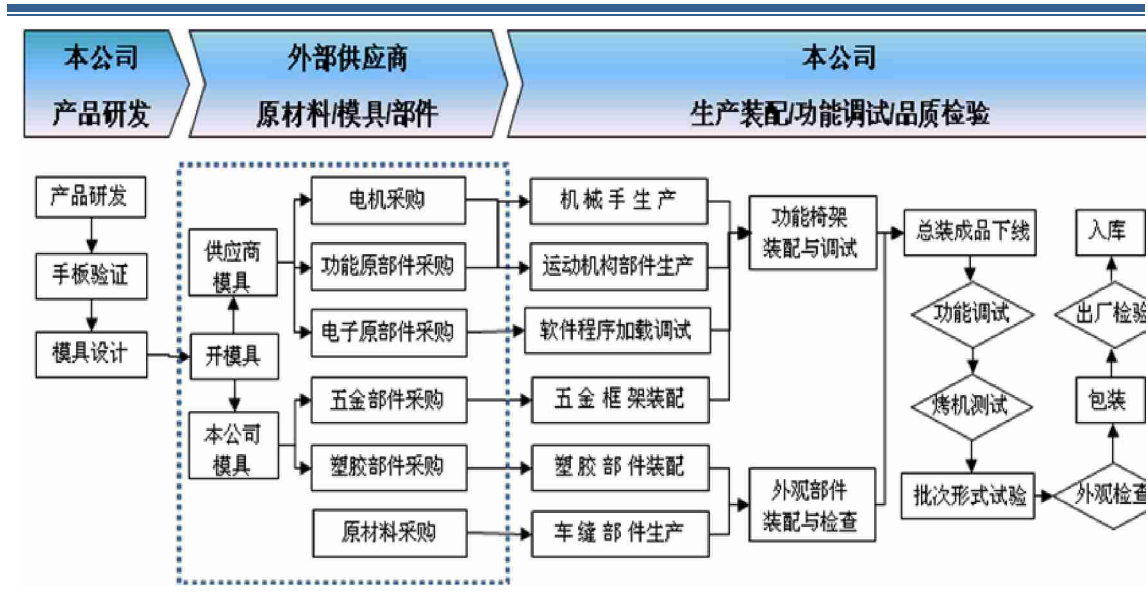 本公司
产品研发
外部供应商
原材料/模具/部件
本公司
生产装配/功能调试/品质检验
产品研发
手板验证
模具设计
供应商
模具
开模具
本公司
模具
电机采购
功能原部件采购
电子原部件采购
五金部件采购
塑胶部件采购
原材料采购
机械手生产
运动机构部件生产
软件程序加载调试
五金框架装配
塑胶部件装配
车缝部件生产
功能椅架
装配与调试
外观部件
装配与检查
总装成品下线
功能调试
烤机测试
批次形式试验
入库
出厂检验
包装
外观检查